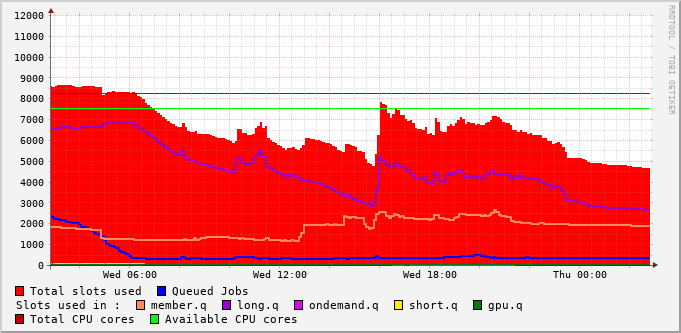 12000
11000
10000
9000
8000
7000
6000
5000
4000
3000
2000
1000
0
Wed 06:00 Wed 12:00 Wed 18:00 Thu 00:00
RRDTOOL / TOBI OETIKER
Total slots used Queued Jobs
Slots used in : member.q long.q ondemand.q short.q gpu.q
Total CPU cores Available CPU cores